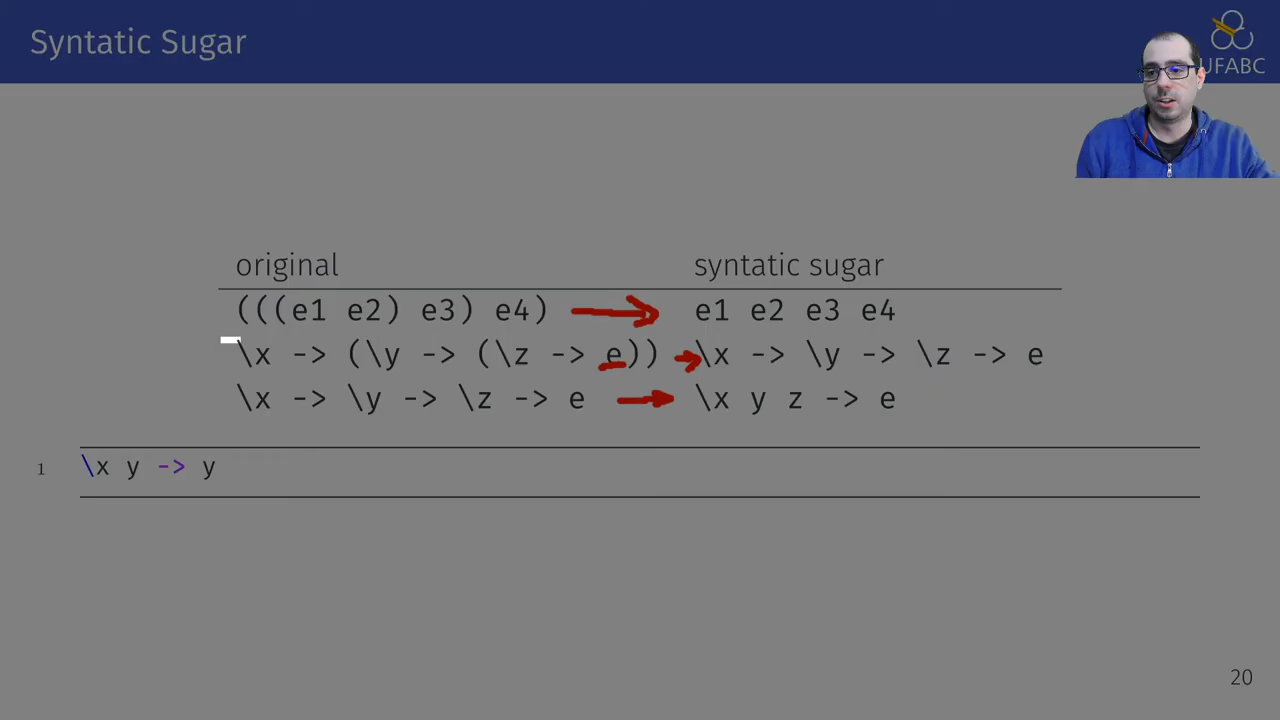 Syntatic Sugar
UFABC
original syntatic sugar
(((e1 e2) e3) e4) e1 e2 e3 e4
\x -> (\y -> (\z -> e)) \x -> \y -> \z -> e
\x -> \y -> \z -> e \x y z -> e
1 \x y -> y
20